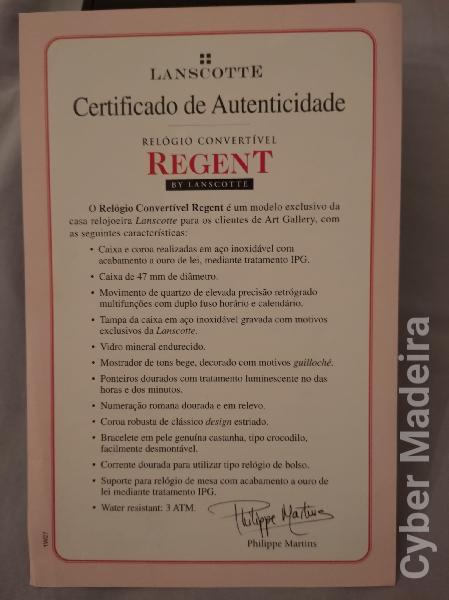 LANSCOTTE
Certificado de Autenticidade
RELÓGIO CONVERTÍVEL
REGENT
BY LANSCOTTE
O Relógio Convertível Regent é um modelo exclusivo da
casa relojoeira Lanscotte para os clientes de Art Gallery, com
as seguintes características:
• Caixa e coroa realizadas em aço inoxidável com
acabamento a ouro de lei, mediante tratamento IPG.
• Caixa de 47 mm de diâmetro.
• Movimento de quartzo de elevada precisão retrógrado
multifunções com duplo fuso horário e calendário.
• Tampa da caixa em aço inoxidável gravada com motivos
exclusivos da Lanscotte.
• Vidro mineral endurecido.
• Mostrador de tons bege, decorado com motivos guilloché.
• Ponteiros dourados com tratamento luminescente no das
horas e dos minutos.
• Numeração romana dourada e em relevo.
• Coroa robusta de clássico design estriado.
• Bracelete em pele genuína castanha, tipo crocodilo,
facilmente desmontável.
• Corrente dourada para utilizar tipo relógio de bolso.
• Suporte para relógio de mesa com acabamento a ouro de
lei mediante tratamento IPG.
• Water resistant: 3 ATM.
Philippe Martins
Philippe Martins
Cyber Madeira